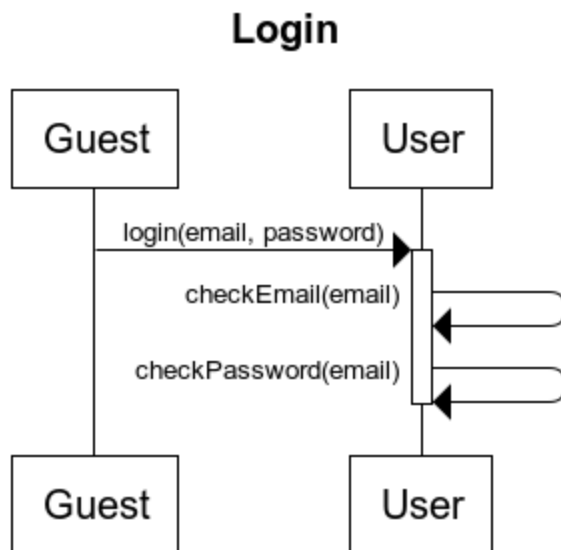 Login
Guest
User
login(email, password)
checkEmail(email)
checkPassword(email)
Guest
User